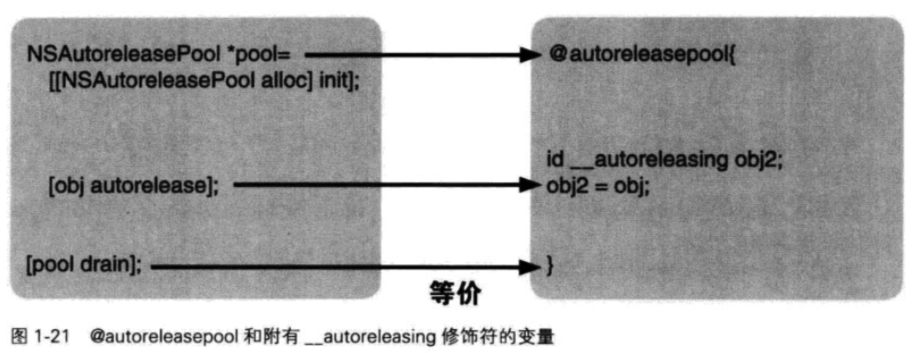 NSAutoreleasePool *pool=
[[NSAutoreleasePool alloc] init];
[obj autorelease];
[pool drain];
@autoreleasepool{
id __autoreleasing obj2;
obj2 = obj;
}
等价
图 1-21 @autoreleasepool 和附有 __autoreleasing 修饰符的变量